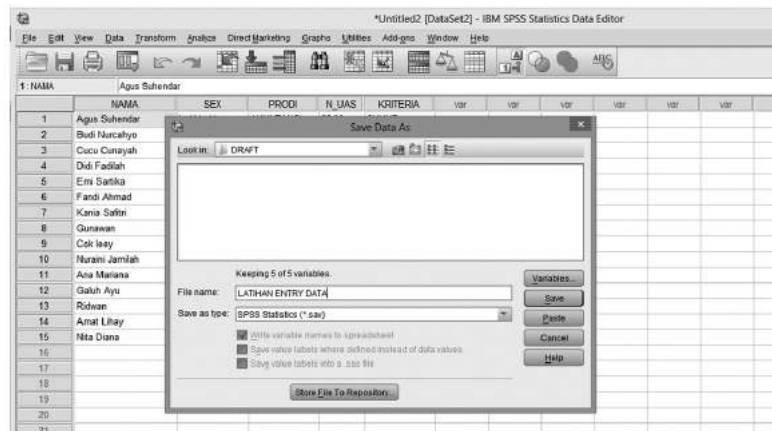 *Untitled2 [DataSet2] - IBM SPSS Statistics Data Editor
File Edit View Data Transform Analyze Direct Marketing Graphs Utilities Add-ons Window Help
1 : NAMA Agus Suhendar
NAMA SEX PRODI N_UAS KRITERIA var var var var var
1 Agus Suhendar
2 Budi Nurcahyo
3 Cucu Cunayah
4 Didi Fadilah
5 Erni Sartika
6 Fandi Ahmad
7 Kania Safitri
8 Gunawan
9 Cok Isay
10 Nuraini Jamilah
11 Ana Mariana
12 Galuh Ayu
13 Ridwan
14 Amat Lihay
15 Nita Diana
16
17
18
19
20
21
Save Data As
Look in: DRAFT
Keeping 5 of 5 variables.
Variables...
File name: LATIHAN ENTRY DATA
Save
Save as type: SPSS Statistics (*.sav)
Paste
Write variable names to spreadsheet
Cancel
Save value labels where defined instead of data values
Save value labels into a .sas file
Help
Store File To Repository...